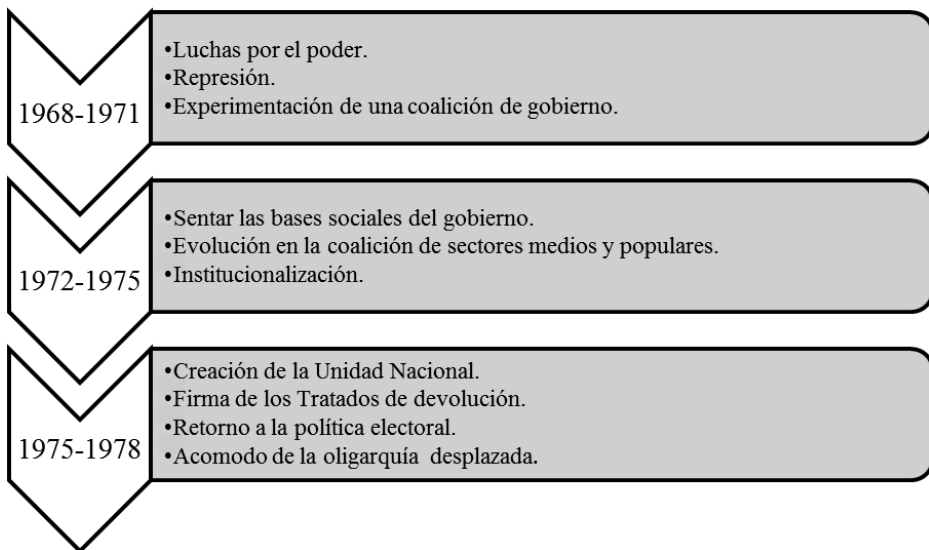 1968-1971
•Luchas por el poder.
•Represión.
•Experimentación de una coalición de gobierno.
1972-1975
•Sentar las bases sociales del gobierno.
•Evolución en la coalición de sectores medios y populares.
•Institucionalización.
1975-1978
•Creación de la Unidad Nacional.
•Firma de los Tratados de devolución.
•Retorno a la política electoral.
•Acomodo de la oligarquía desplazada.